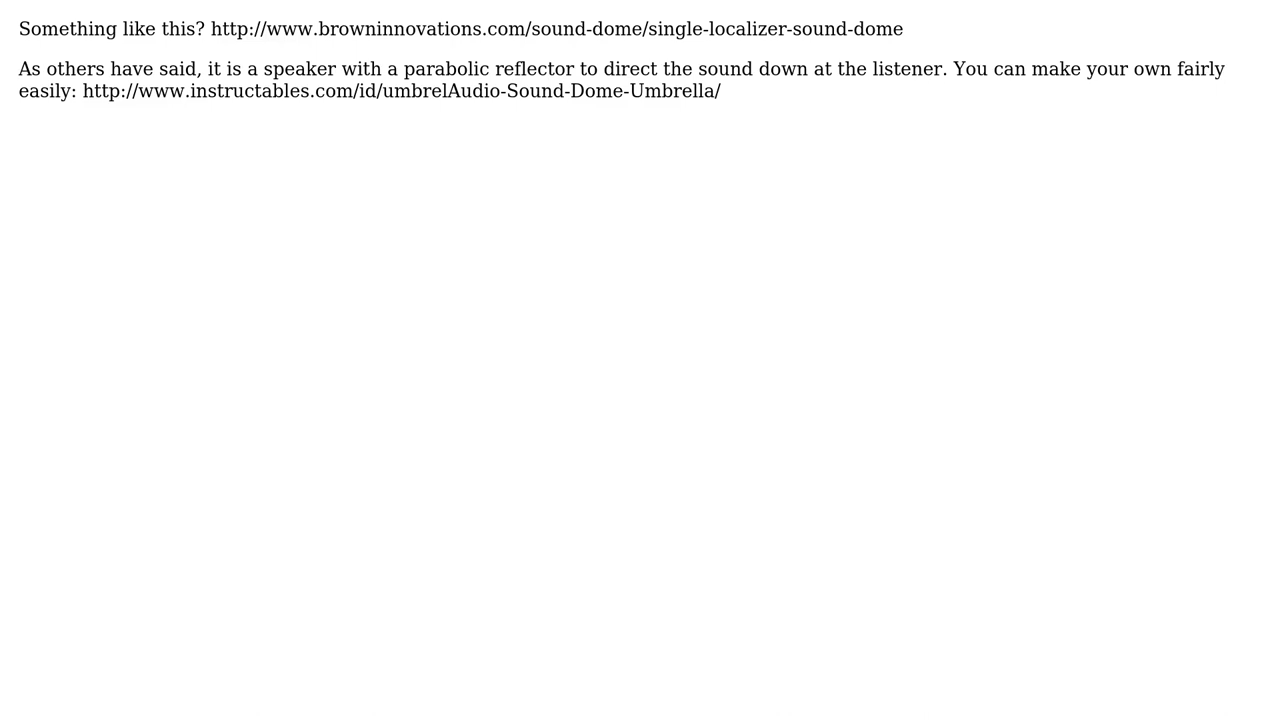 Something like this? http://www.browninnovations.com/sound-dome/single-localizer-sound-dome
As others have said, it is a speaker with a parabolic reflector to direct the sound down at the listener. You can make your own fairly
easily: http://www.instructables.com/id/umbrelAudio-Sound-Dome-Umbrella/